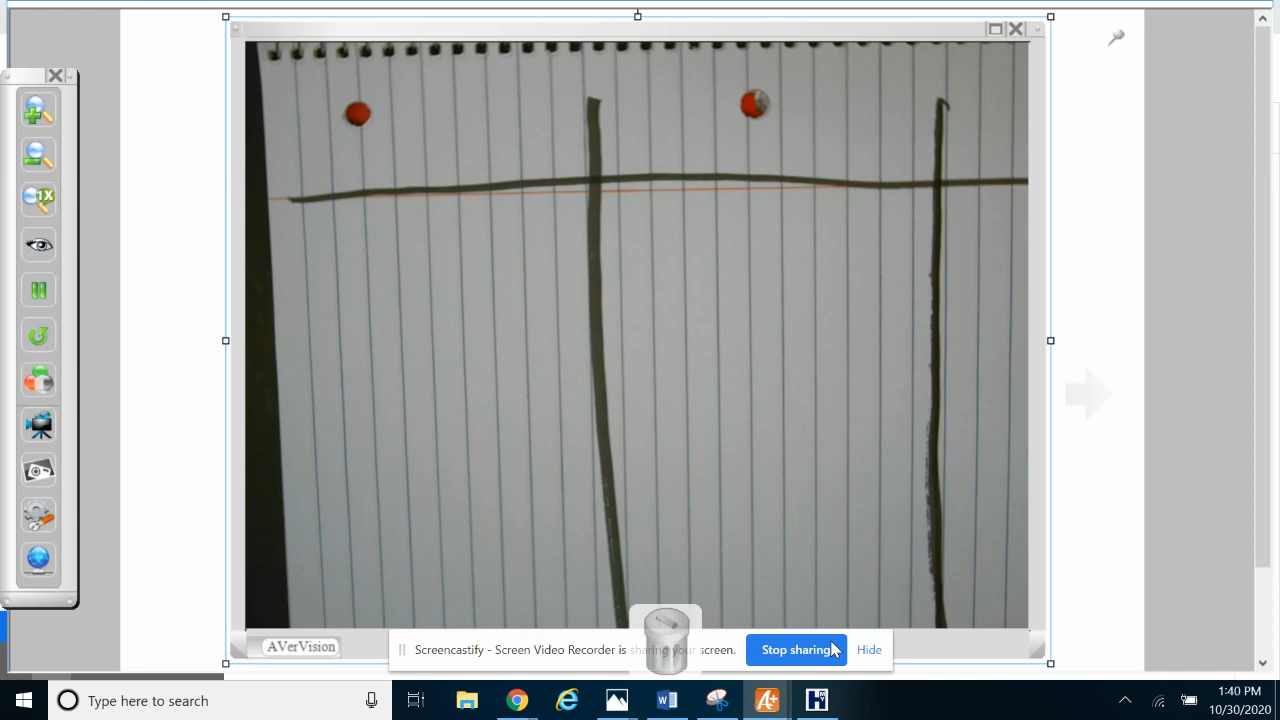 1X
AVerVision
Screencastify - Screen Video Recorder is sharing your screen.
Stop sharing
Hide
Type here to search
1:40 PM
10/30/2020